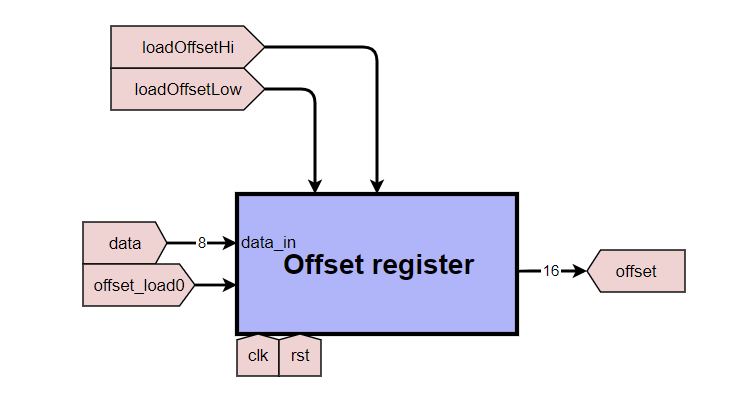 loadOffsetHi
loadOffsetLow
data
8
data_in
Offset register
offset_load0
16
offset
clk
rst